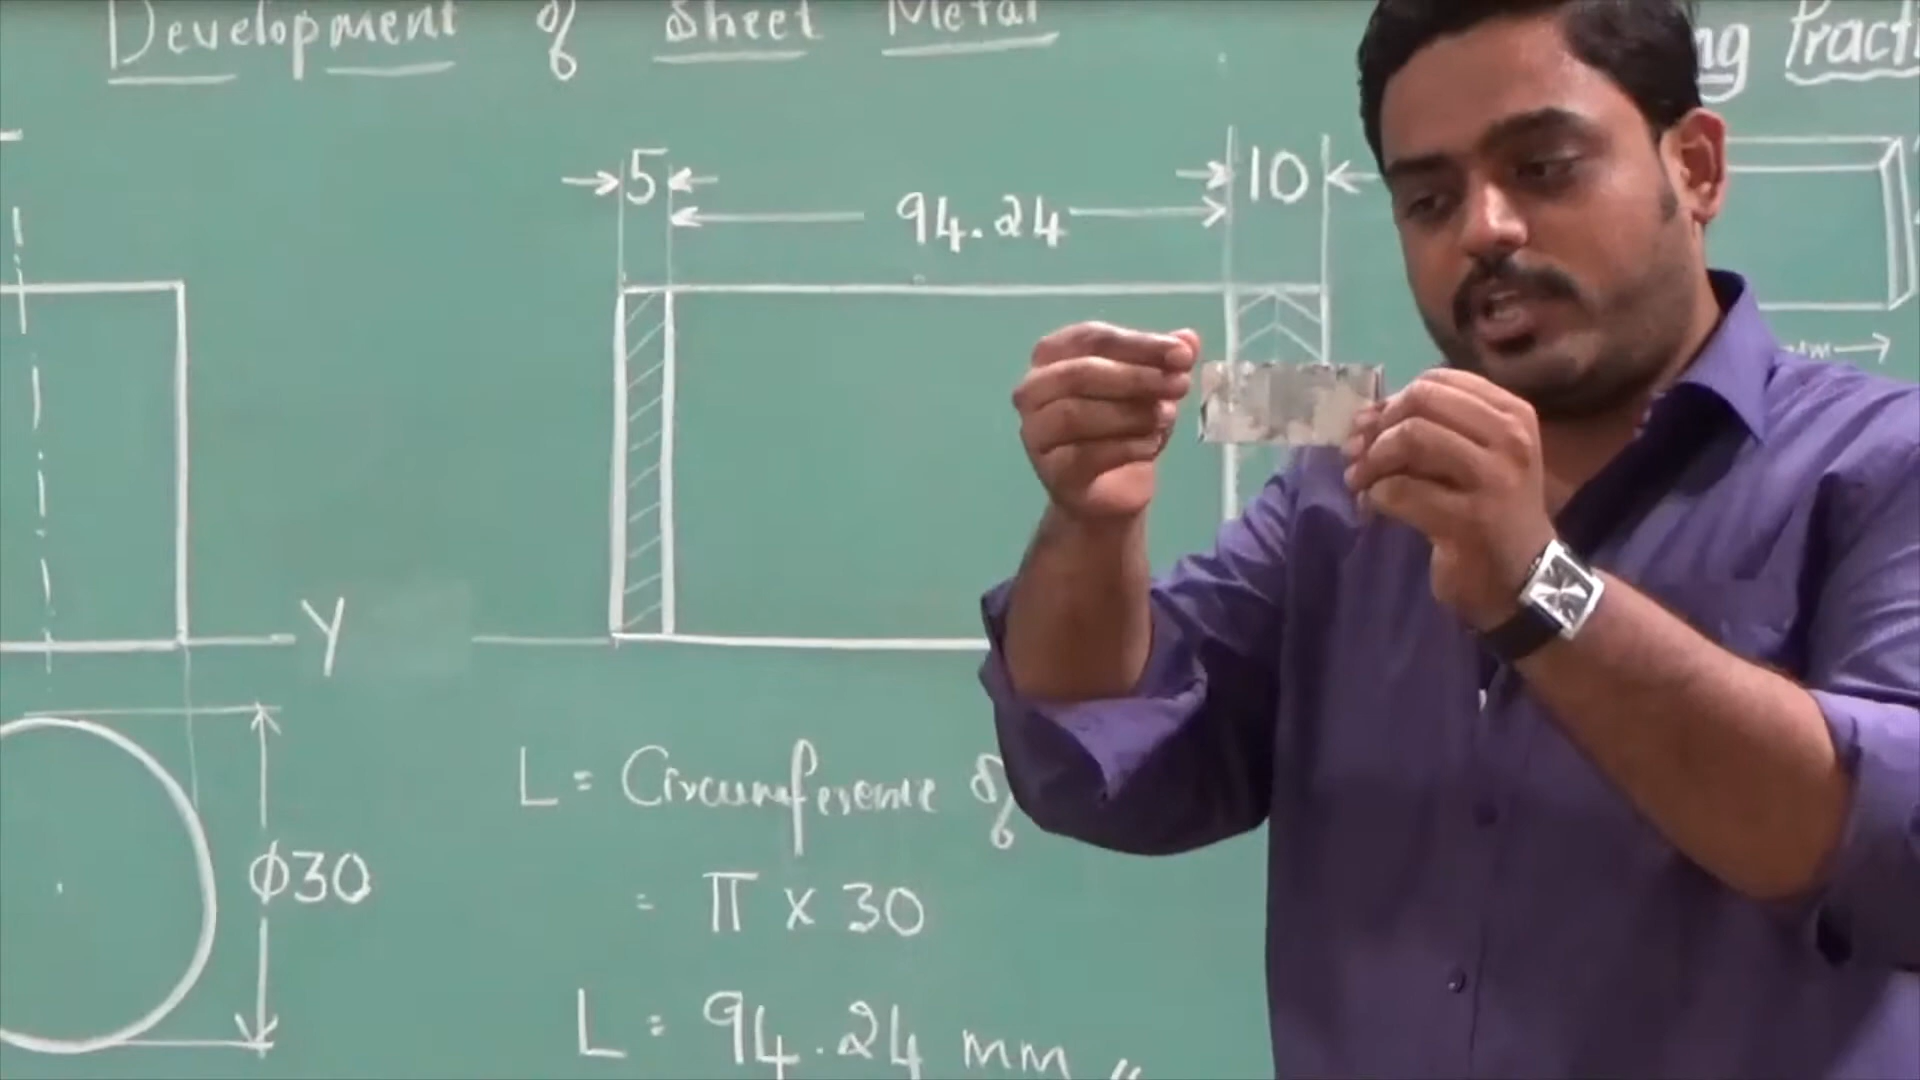 Development of Sheet Metal
5
10
94.24
Y
L = Circumference of
φ30
= π x 30
L = 94.24 mm